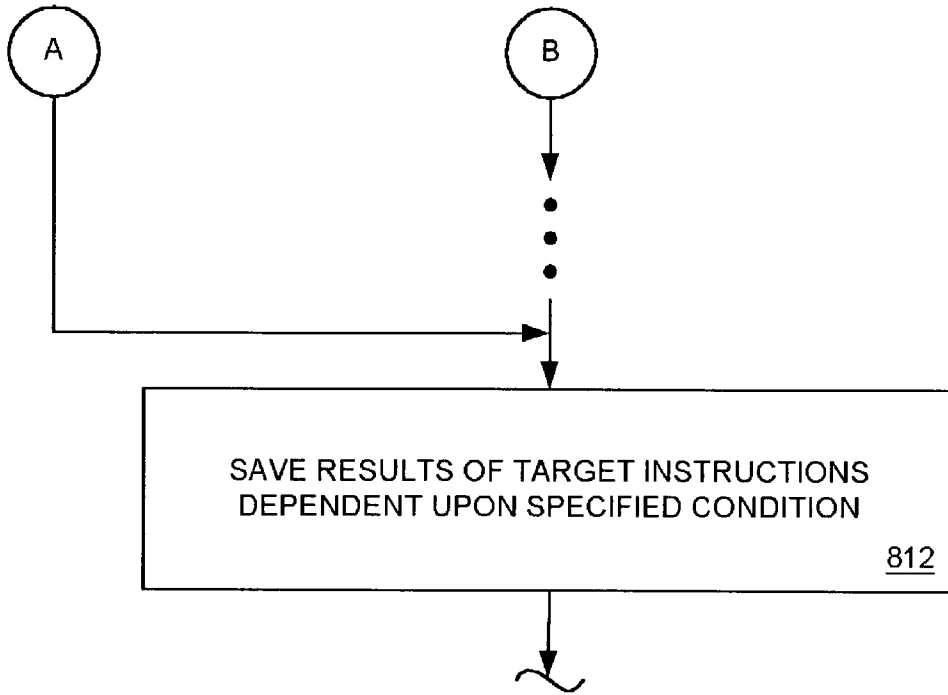 A
B
SAVE RESULTS OF TARGET INSTRUCTIONS
DEPENDENT UPON SPECIFIED CONDITION
812